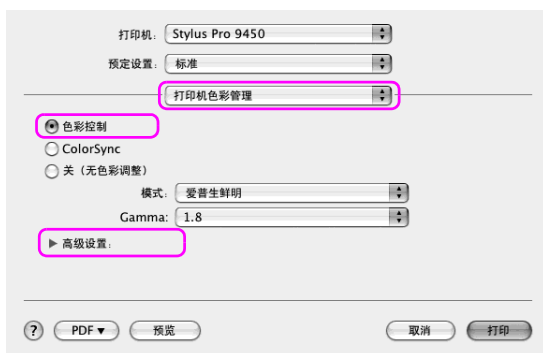 打印机: Stylus Pro 9450
预定设置: 标准
打印机色彩管理
色彩控制
ColorSync
关（无色彩调整）
模式: 爱普生鲜明
Gamma: 1.8
▶ 高级设置:
? PDF ▼ 预览 取消 打印